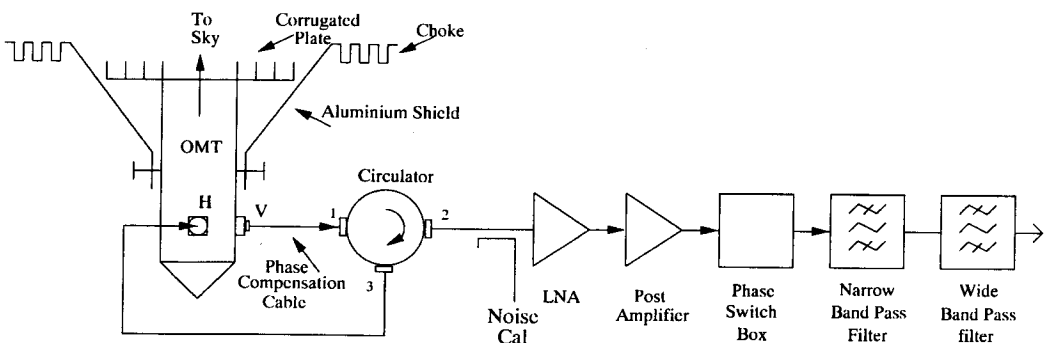 To
Sky
Corrugated
Plate
Choke
Aluminium Shield
OMT
Circulator
H
V
1
2
3
Phase
Compensation
Cable
Noise
Cal
LNA
Post
Amplifier
Phase
Switch
Box
Narrow
Band Pass
Filter
Wide
Band Pass
filter